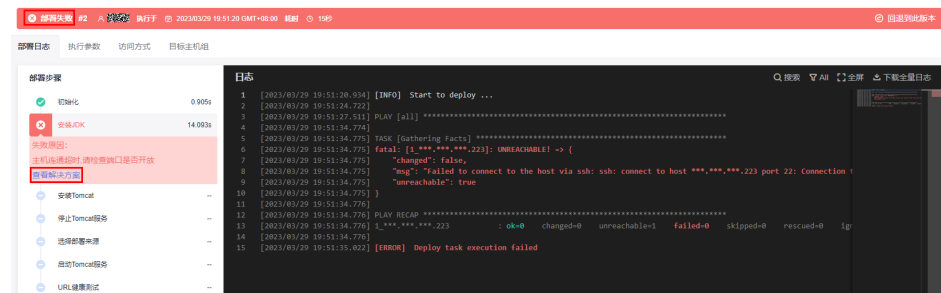 部署失败 #2 执行于 2023/03/29 19:51:20 GMT+08:00 耗时 15秒 回退到此版本
部署日志 执行参数 访问方式 目标主机组
部署步骤
初始化 0.905s
安装JDK 14.093s
失败原因：
主机连通超时,请检查端口是否开放
查看解决方案
安装Tomcat --
停止Tomcat服务 --
选择部署来源 --
启动Tomcat服务 --
URL健康测试 --
日志 搜索 All 全屏 下载全量日志
1 [2023/03/29 19:51:20.934] [INFO] Start to deploy ...
2 [2023/03/29 19:51:24.722]
3 [2023/03/29 19:51:27.511] PLAY [all] ****************************************************************
4 [2023/03/29 19:51:34.774]
5 [2023/03/29 19:51:34.775] TASK [Gathering Facts] ****************************************************
6 [2023/03/29 19:51:34.775] fatal: [1_***.***.***.223]: UNREACHABLE! => {
7 [2023/03/29 19:51:34.775] "changed": false,
8 [2023/03/29 19:51:34.775] "msg": "Failed to connect to the host via ssh: ssh: connect to host ***.***.***.223 port 22: Connection
9 [2023/03/29 19:51:34.775] "unreachable": true
10 [2023/03/29 19:51:34.775] }
11 [2023/03/29 19:51:34.776]
12 [2023/03/29 19:51:34.776] PLAY RECAP ****************************************************************
13 [2023/03/29 19:51:34.776] 1_***.***.***.223 : ok=0 changed=0 unreachable=1 failed=0 skipped=0 rescued=0 ig
14 [2023/03/29 19:51:34.776]
15 [2023/03/29 19:51:35.022] [ERROR] Deploy task execution failed